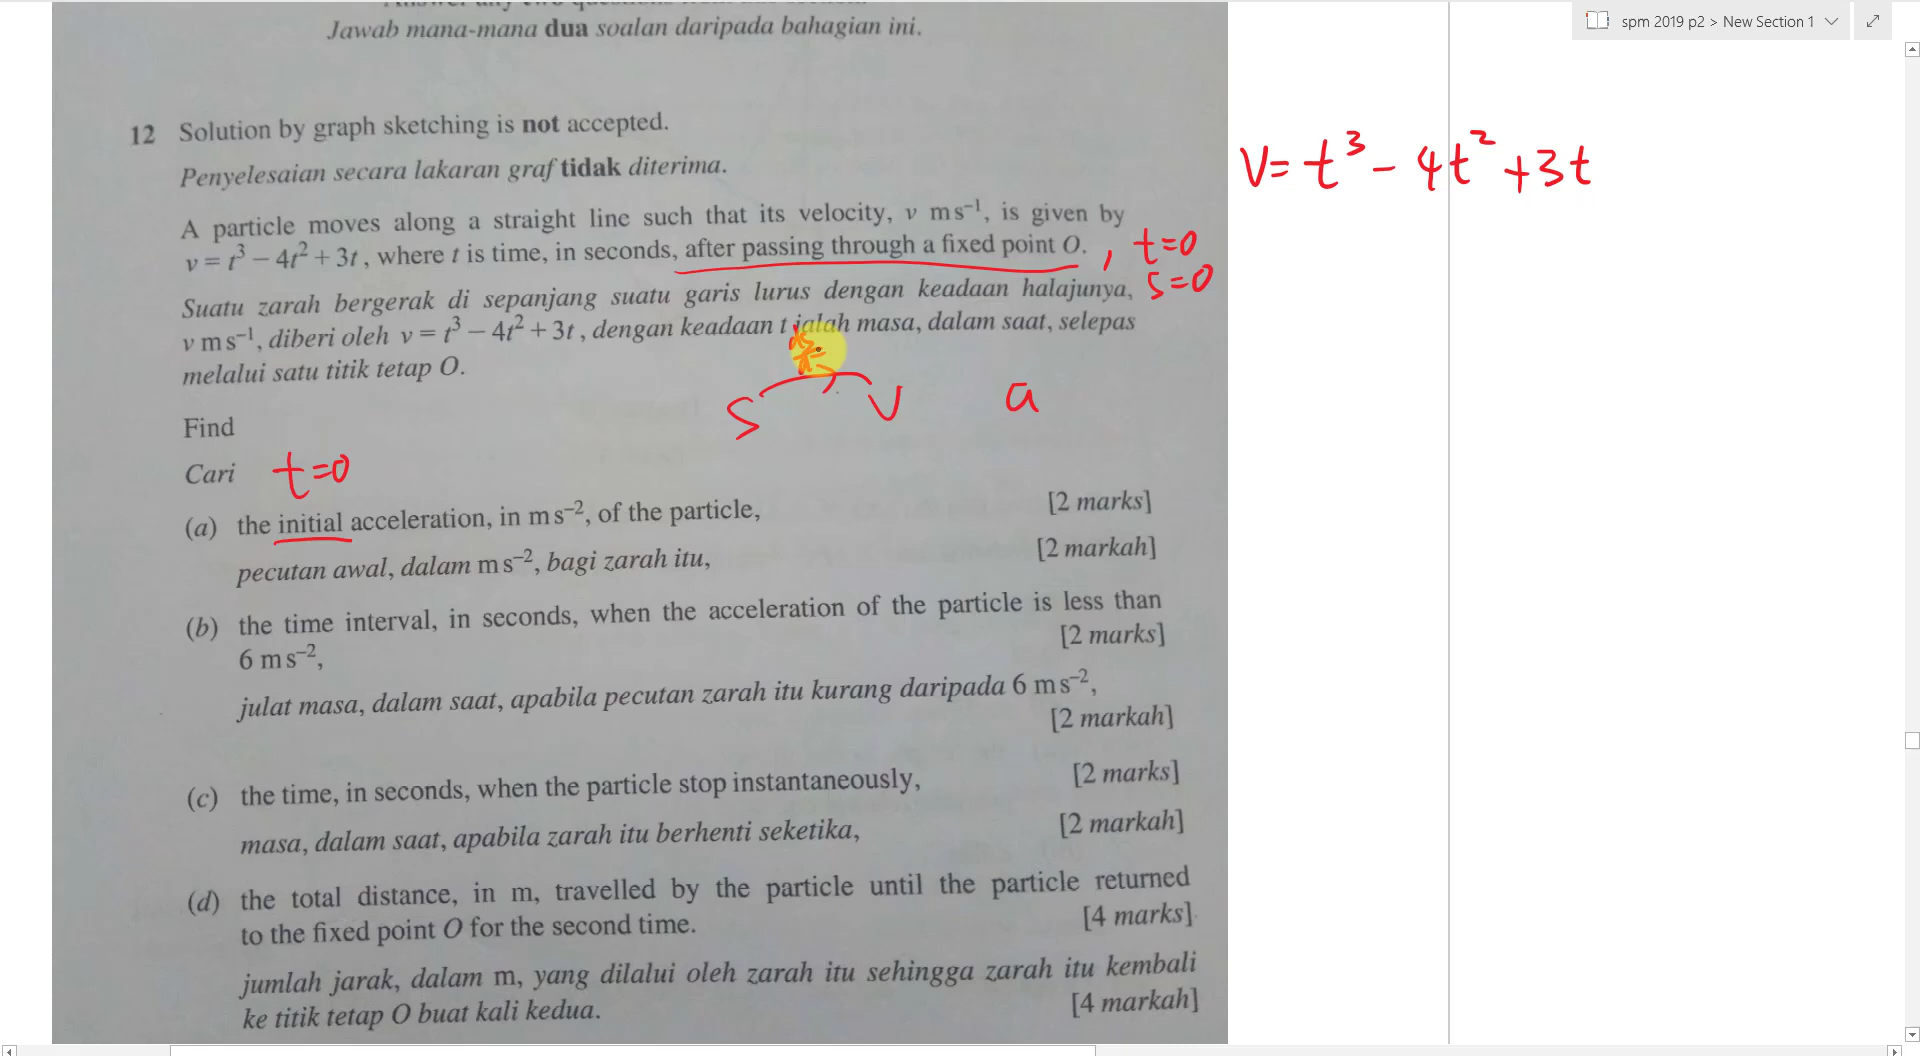 spm 2019 p2 > New Section 1
Jawab mana-mana dua soalan daripada bahagian ini.
12 Solution by graph sketching is not accepted.
Penyelesaian secara lakaran graf tidak diterima.
V= t³ - 4t² + 3t
A particle moves along a straight line such that its velocity, v m s⁻¹, is given by
v = t³ – 4t² + 3t, where t is time, in seconds, after passing through a fixed point O. , t=0
s=0
Suatu zarah bergerak di sepanjang suatu garis lurus dengan keadaan halajunya,
v m s⁻¹, diberi oleh v = t³ – 4t² + 3t, dengan keadaan t ialah masa, dalam saat, selepas
melalui satu titik tetap O.
S V a
Find
Cari t=0
(a) the initial acceleration, in m s⁻², of the particle, [2 marks]
pecutan awal, dalam m s⁻², bagi zarah itu, [2 markah]
(b) the time interval, in seconds, when the acceleration of the particle is less than
6 m s⁻², [2 marks]
julat masa, dalam saat, apabila pecutan zarah itu kurang daripada 6 m s⁻²,
[2 markah]
(c) the time, in seconds, when the particle stop instantaneously, [2 marks]
masa, dalam saat, apabila zarah itu berhenti seketika, [2 markah]
(d) the total distance, in m, travelled by the particle until the particle returned
to the fixed point O for the second time. [4 marks]
jumlah jarak, dalam m, yang dilalui oleh zarah itu sehingga zarah itu kembali
ke titik tetap O buat kali kedua. [4 markah]